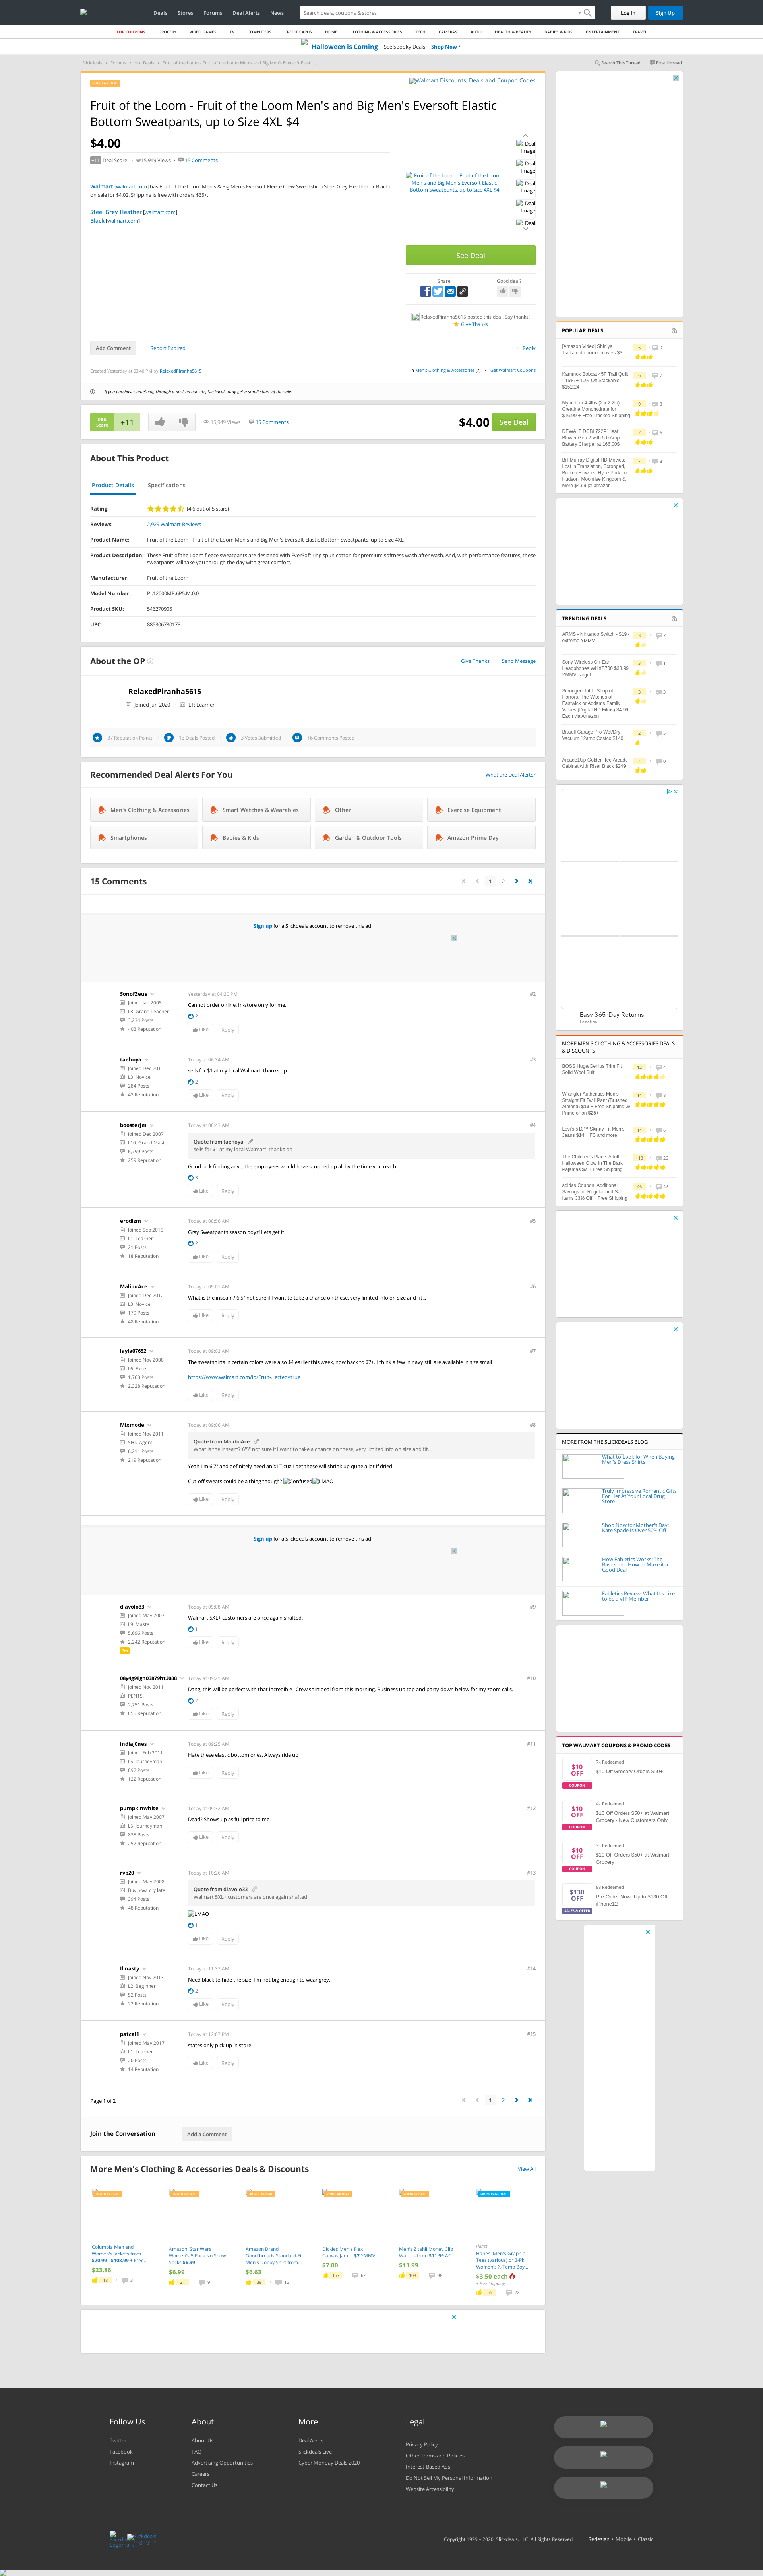 Deals
Stores
Forums
Deal Alerts
News
Search deals, coupons & stores
Log In
Sign Up
TOP COUPONS
GROCERY
VIDEO GAMES
TV
COMPUTERS
CREDIT CARDS
HOME
CLOTHING & ACCESSORIES
TECH
CAMERAS
AUTO
HEALTH & BEAUTY
BABIES & KIDS
ENTERTAINMENT
TRAVEL
Halloween is Coming See Spooky Deals Shop Now ›
Slickdeals › Forums › Hot Deals › Fruit of the Loom - Fruit of the Loom Men's and Big Men's Eversoft Elastic ...
Search This Thread
First Unread
Walmart Discounts, Deals and Coupon Codes
Fruit of the Loom - Fruit of the Loom Men's and Big Men's Eversoft Elastic
Bottom Sweatpants, up to Size 4XL $4
$4.00
+11 Deal Score
15,949 Views
15 Comments
Walmart [walmart.com] has Fruit of the Loom Men's & Big Men's EverSoft Fleece Crew Sweatpants (Steel Grey Heather or Black)
on sale for $4.02. Shipping is free with orders $35+.
Steel Grey Heather [walmart.com]
Black [walmart.com]
Fruit of the Loom - Fruit of the Loom
Men's and Big Men's Eversoft Elastic
Bottom Sweatpants, up to Size 4XL $4
Deal Image
Deal Image
Deal Image
Deal Image
Deal
See Deal
Share
Good deal?
RelaxedPiranha5615 posted this deal. Say thanks!
Give Thanks
Add Comment
Report Expired
Reply
Created Yesterday at 03:40 PM by RelaxedPiranha5615
in Men's Clothing & Accessories (7)
Get Walmart Coupons
If you purchase something through a post on our site, Slickdeals may get a small share of the sale.
Deal Score +11
15,949 Views
15 Comments
$4.00
See Deal
About This Product
Product Details
Specifications
Rating: (4.6 out of 5 stars)
Reviews: 2,929 Walmart Reviews
Product Name: Fruit of the Loom - Fruit of the Loom Men's and Big Men's Eversoft Elastic Bottom Sweatpants, up to Size 4XL
Product Description: These Fruit of the Loom fleece sweatpants are designed with EverSoft ring spun cotton for premium softness wash after wash. And, with performance features, these
sweatpants will take you through the day with great comfort.
Manufacturer: Fruit of the Loom
Model Number: PI.12000MP.6PS.M.0.0
Product SKU: 546270905
UPC: 885306780173
About the OP
Give Thanks
Send Message
RelaxedPiranha5615
Joined Jun 2020
L1: Learner
37 Reputation Points
13 Deals Posted
3 Votes Submitted
16 Comments Posted
Recommended Deal Alerts For You
What are Deal Alerts?
Men's Clothing & Accessories
Smart Watches & Wearables
Other
Exercise Equipment
Smartphones
Babies & Kids
Garden & Outdoor Tools
Amazon Prime Day
15 Comments
1
2
Sign up for a Slickdeals account to remove this ad.
SonofZeus
Joined Jan 2005
L8: Grand Teacher
3,234 Posts
403 Reputation
Yesterday at 04:30 PM
#2
Cannot order online. In-store only for me.
2
Like
Reply
taehoya
Joined Dec 2013
L3: Novice
284 Posts
43 Reputation
Today at 06:34 AM
#3
sells for $1 at my local Walmart. thanks op
2
Like
Reply
boosterjm
Joined Dec 2007
L10: Grand Master
6,799 Posts
259 Reputation
Today at 08:43 AM
#4
Quote from taehoya
sells for $1 at my local Walmart. thanks op
Good luck finding any....the employees would have scooped up all by the time you reach.
3
Like
Reply
erodizm
Joined Sep 2015
L1: Learner
21 Posts
18 Reputation
Today at 08:56 AM
#5
Gray Sweatpants season boyz! Lets get it!
2
Like
Reply
MalibuAce
Joined Dec 2012
L3: Novice
179 Posts
48 Reputation
Today at 09:01 AM
#6
What is the inseam? 6'5" not sure if I want to take a chance on these, very limited info on size and fit...
Like
Reply
layla07652
Joined Nov 2008
L6: Expert
1,763 Posts
2,328 Reputation
Today at 09:03 AM
#7
The sweatshirts in certain colors were also $4 earlier this week, now back to $7+. I think a few in navy still are available in size small
https://www.walmart.com/ip/Fruit-...ected=true
Like
Reply
Mixmode
Joined Nov 2011
SHD Agent
6,211 Posts
219 Reputation
Today at 09:06 AM
#8
Quote from MalibuAce
What is the inseam? 6'5" not sure if I want to take a chance on these, very limited info on size and fit...
Yeah I'm 6'7" and definitely need an XLT cuz I bet these will shrink up quite a lot if dried.
Cut-off sweats could be a thing though? Confused LMAO
Like
Reply
Sign up for a Slickdeals account to remove this ad.
diavolo33
Joined May 2007
L9: Master
5,696 Posts
2,242 Reputation
Today at 09:08 AM
#9
Walmart 5XL+ customers are once again shafted.
1
Like
Reply
08y4g98gh03879ht3088
Joined Nov 2011
PEN15.
2,751 Posts
855 Reputation
Today at 09:21 AM
#10
Dang, this will be perfect with that incredible J Crew shirt deal from this morning. Business up top and party down below for my zoom calls.
2
Like
Reply
indiaj0nes
Joined Feb 2011
L5: Journeyman
892 Posts
122 Reputation
Today at 09:25 AM
#11
Hate these elastic bottom ones. Always ride up
Like
Reply
pumpkinwhite
Joined May 2007
L5: Journeyman
838 Posts
257 Reputation
Today at 09:32 AM
#12
Dead? Shows up as full price to me.
Like
Reply
rvp20
Joined May 2008
Buy now, cry later
394 Posts
48 Reputation
Today at 10:26 AM
#13
Quote from diavolo33
Walmart 5XL+ customers are once again shafted.
LMAO
1
Like
Reply
lllnasty
Joined Nov 2013
L2: Beginner
52 Posts
22 Reputation
Today at 11:37 AM
#14
Need black to hide the size. I'm not big enough to wear grey.
2
Like
Reply
patcal1
Joined May 2017
L1: Learner
20 Posts
14 Reputation
Today at 12:07 PM
#15
states only pick up in store
Like
Reply
Page 1 of 2
1
2
Join the Conversation
Add a Comment
More Men's Clothing & Accessories Deals & Discounts
View All
Columbia Men and Women's Jackets from $20.99 - $108.99 + Free...
$23.86
3
Amazon: Star Wars Women's 5 Pack No Show Socks $6.99
$6.99
21
9
Amazon Brand Goodthreads Standard-Fit Men's Dobby Shirt from...
$6.63
16
Dickies Men's Flex Canvas Jacket $7 YMMV
$7.00
157
62
Men's Zitahli Money Clip Wallet - from $11.99 AC
$11.99
108
38
Hanes: Men's Graphic Tees (various) or 3-Pk Women's X-Temp Boy...
$3.50 each
+ Free Shipping
22
POPULAR DEALS
[Amazon Video] Shin'ya Tsukamoto horror movies $3
6
0
Kammok Bobcat 45F Trail Quilt - 15% + 10% Off Stackable $152.24
6
7
Myprotein 4.4lbs (2 x 2.2lb) Creatine Monohydrate for $16.99 + Free Tracked Shipping
9
3
DEWALT DCBL722P1 leaf Blower Gen 2 with 5.0 Amp Battery Charger at 166.00$
7
6
Bill Murray Digital HD Movies: Lost in Translation, Scrooged, Broken Flowers, Hyde Park on Hudson, Moonrise Kingdom & More $4.99 @ amazon
7
8
TRENDING DEALS
ARMS - Nintendo Switch - $19 - extreme YMMV
3
7
Sony Wireless On-Ear Headphones WHXB700 $39.99 YMMV Target
3
1
Scrooged, Little Shop of Horrors, The Witches of Eastwick or Addams Family Values (Digital HD Films) $4.99 Each via Amazon
3
3
Bissell Garage Pro Wet/Dry Vacuum 12amp Costco $140
2
5
Arcade1Up Golden Tee Arcade Cabinet with Riser Black $249
4
0
Easy 365-Day Returns
Fanatics
MORE MEN'S CLOTHING & ACCESSORIES DEALS & DISCOUNTS
BOSS Huge/Genius Trim Fit Solid Wool Suit
12
4
Wrangler Authentics Men's Straight Fit Twill Pant (Brushed Almond) $13 + Free Shipping w/ Prime or on $25+
14
8
Levi's 510™ Skinny Fit Men's Jeans $14 + FS and more
14
6
The Children's Place: Adult Halloween Glow In The Dark Pajamas $7 + Free Shipping
113
28
adidas Coupon: Additional Savings for Regular and Sale Items 33% Off + Free Shipping
46
42
MORE FROM THE SLICKDEALS BLOG
What to Look for When Buying Men's Dress Shirts
Truly Impressive Romantic Gifts For Her At Your Local Drug Store
Shop Now for Mother's Day: Kate Spade Is Over 50% Off
How Fabletics Works: The Basics and How to Make it a Good Deal
Fabletics Review: What It's Like to be a VIP Member
TOP WALMART COUPONS & PROMO CODES
$10 OFF
COUPON
7k Redeemed
$10 Off Grocery Orders $50+
$10 OFF
COUPON
4k Redeemed
$10 Off Orders $50+ at Walmart Grocery - New Customers Only
$10 OFF
COUPON
3k Redeemed
$10 Off Orders $50+ at Walmart Grocery
$130 OFF
SALES & OFFER
88 Redeemed
Pre-Order Now- Up to $130 Off iPhone12
Follow Us
Twitter
Facebook
Instagram
About
About Us
FAQ
Advertising Opportunities
Careers
Contact Us
More
Deal Alerts
Slickdeals Live
Cyber Monday Deals 2020
Legal
Privacy Policy
Other Terms and Policies
Interest-Based Ads
Do Not Sell My Personal Information
Website Accessibility
Copyright 1999 - 2020. Slickdeals, LLC. All Rights Reserved.
Redesign • Mobile • Classic